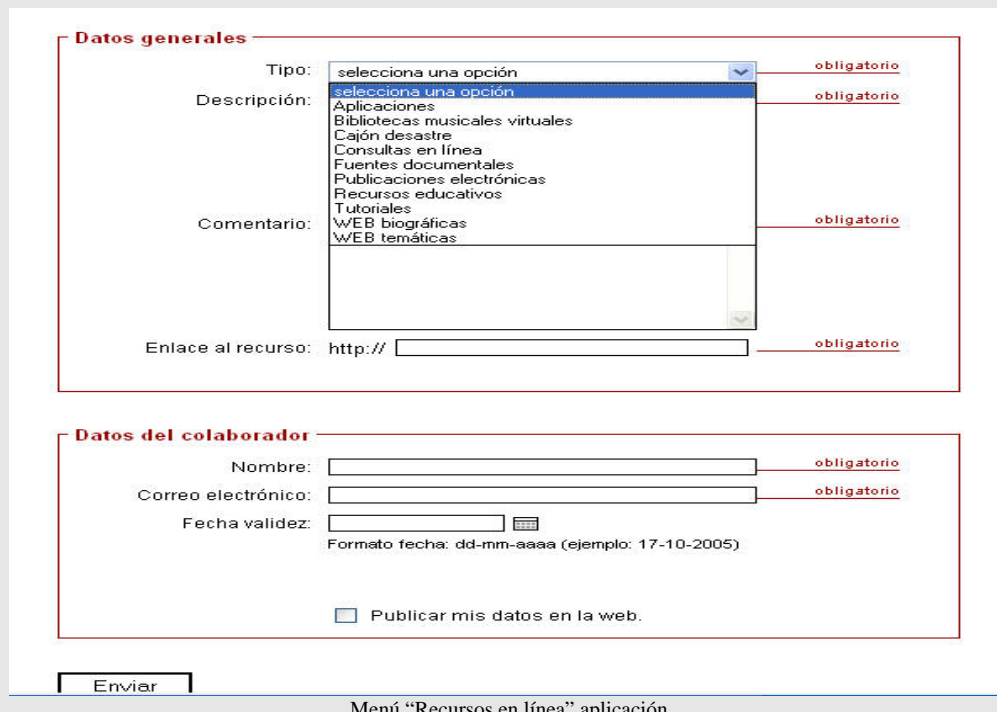 Datos generales
Tipo: selecciona una opción obligatorio
Descripción: selecciona una opción obligatorio
Aplicaciones
Bibliotecas musicales virtuales
Cajón desastre
Consultas en línea
Fuentes documentales
Publicaciones electrónicas
Recursos educativos
Tutoriales
Comentario: WEB biográficas obligatorio
WEB temáticas
Enlace al recurso: http:// obligatorio
Datos del colaborador
Nombre: obligatorio
Correo electrónico: obligatorio
Fecha validez:
Formato fecha: dd-mm-aaaa (ejemplo: 17-10-2005)
Publicar mis datos en la web.
Enviar
Menú “Recursos en línea” aplicación